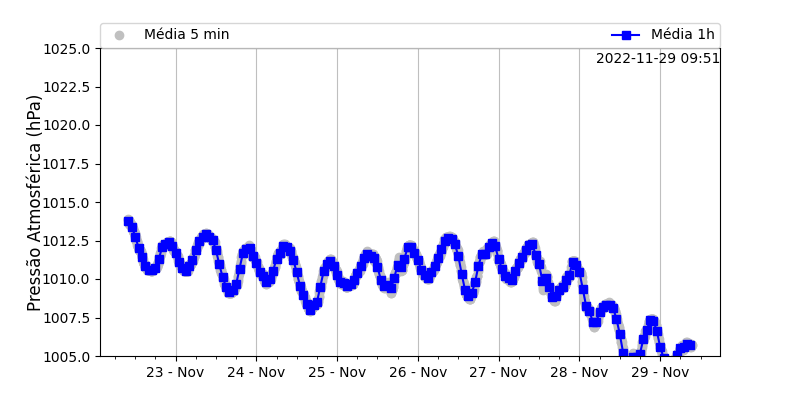 Média 5 min
Média 1h
2022-11-29 09:51
Pressão Atmosférica (hPa)
1025.0
1022.5
1020.0
1017.5
1015.0
1012.5
1010.0
1007.5
1005.0
23 - Nov
24 - Nov
25 - Nov
26 - Nov
27 - Nov
28 - Nov
29 - Nov